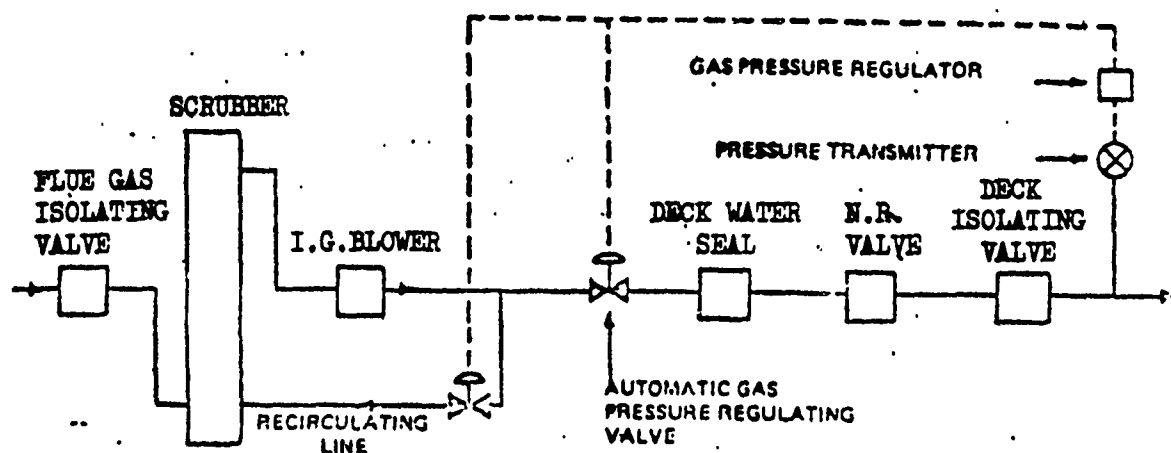 GAS PRESSURE REGULATOR
SCRUBBER
PRESSURE TRANSMITTER
FLUE GAS
ISOLATING
VALVE
I.G.BLOWER
DECK WATER
SEAL
N.R.
VALVE
DECK
ISOLATING
VALVE
RECIRCULATING
LINE
AUTOMATIC GAS
PRESSURE REGULATING
VALVE